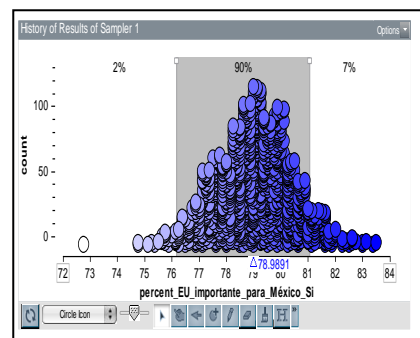 History of Results of Sampler 1 Options
2% 90% 7%
100
50
0
count
72 73 74 75 76 77 78 79 80 81 82 83 84
78.9891
percent_EU_importante_para_México_Si
Circle Icon